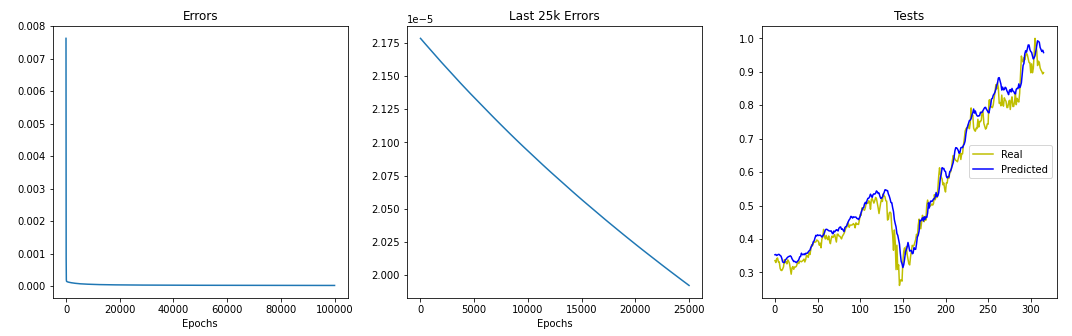 Errors
0.008
0.007
0.006
0.005
0.004
0.003
0.002
0.001
0.000
0 20000 40000 60000 80000 100000
Epochs
Last 25k Errors
1e−5
2.175
2.150
2.125
2.100
2.075
2.050
2.025
2.000
0 5000 10000 15000 20000 25000
Epochs
Tests
1.0
0.9
0.8
0.7
0.6
0.5
0.4
0.3
0 50 100 150 200 250 300
Real
Predicted